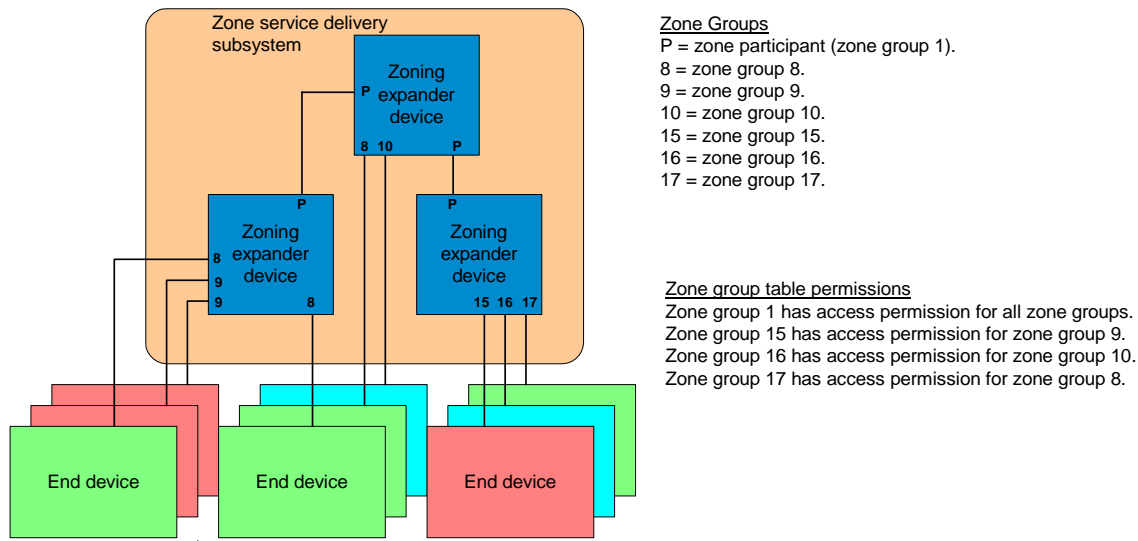 Zone service delivery
subsystem
Zoning
expander
device
P
8 10 P
P
Zoning
expander
device
8
9
9
8
P
Zoning
expander
device
15 16 17
End device
End device
End device
Zone Groups
P = zone participant (zone group 1).
8 = zone group 8.
9 = zone group 9.
10 = zone group 10.
15 = zone group 15.
16 = zone group 16.
17 = zone group 17.
Zone group table permissions
Zone group 1 has access permission for all zone groups.
Zone group 15 has access permission for zone group 9.
Zone group 16 has access permission for zone group 10.
Zone group 17 has access permission for zone group 8.